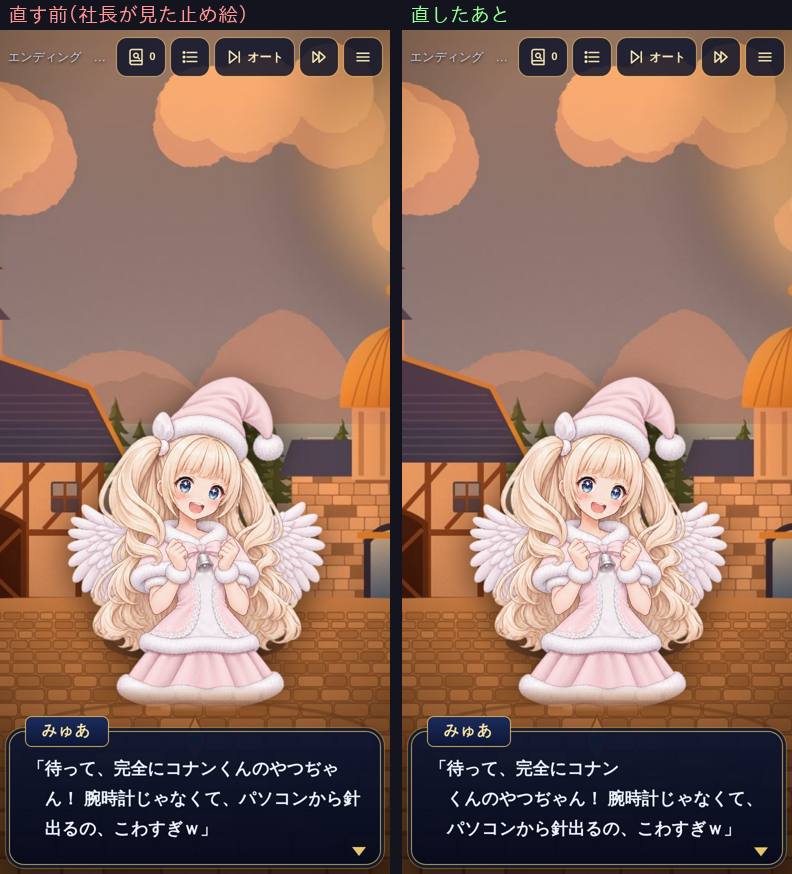 直す前(社長が見た止め絵)
エンディング …
0
オート
みゅあ
「待って、完全にコナンくんのやつぢゃ
ん! 腕時計じゃなくて、パソコンから針
出るの、こわすぎｗ」
直したあと
エンディング …
0
オート
みゅあ
「待って、完全にコナン
くんのやつぢゃん! 腕時計じゃなくて、
パソコンから針出るの、こわすぎｗ」